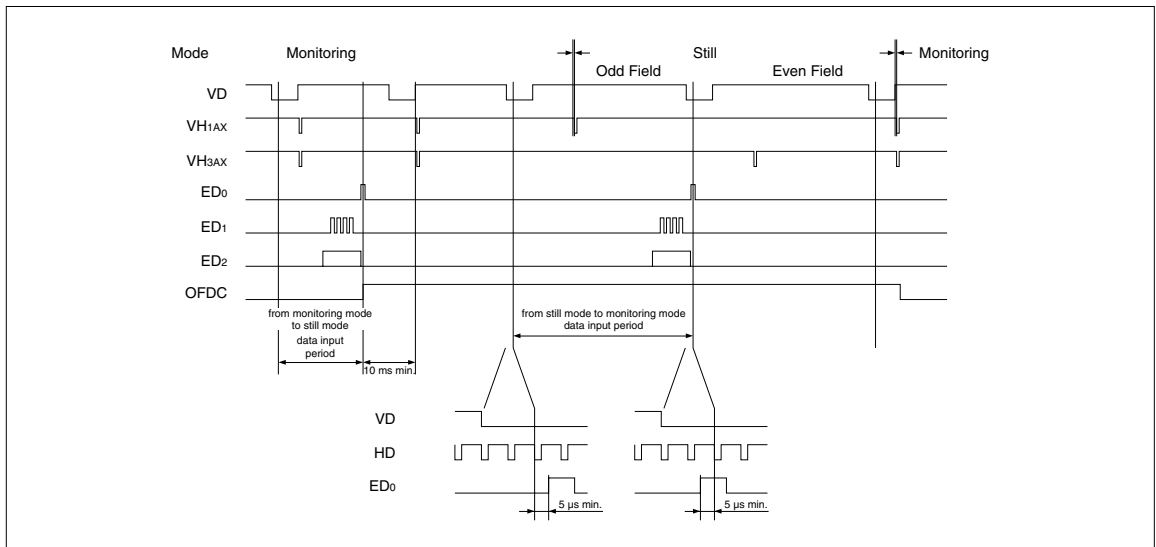 Mode Monitoring Still Monitoring
Odd Field Even Field
VD
VH1AX
VH3AX
ED0
ED1
ED2
OFDC
from monitoring mode
to still mode
data input
period
10 ms min.
from still mode to monitoring mode
data input period
VD
HD
ED0
5 µs min.
5 µs min.